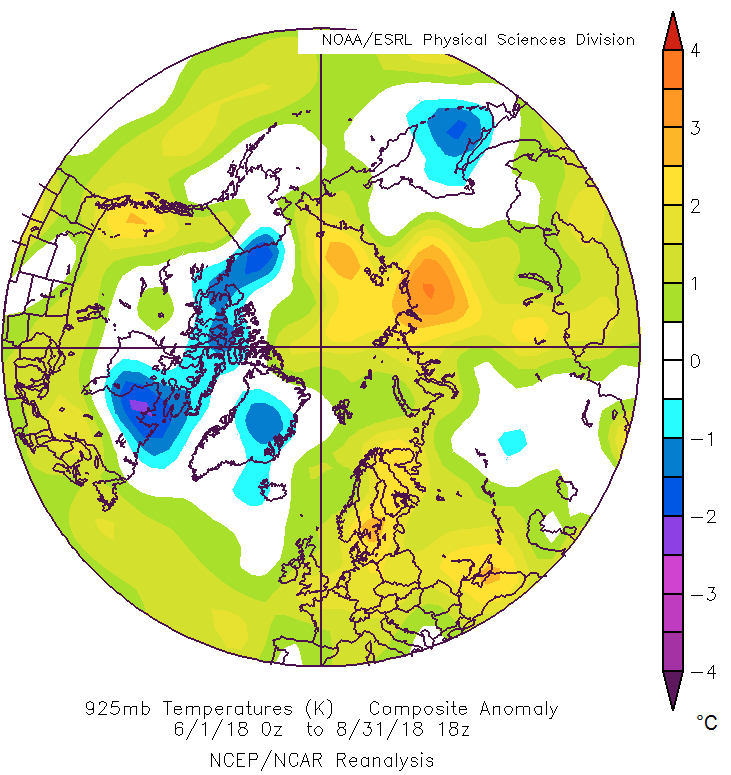 NOAA/ESRL Physical Sciences Division
4
3
2
1
0
−1
−2
−3
−4
°C
925mb Temperatures (K) Composite Anomaly
6/1/18 0z to 8/31/18 18z
NCEP/NCAR Reanalysis